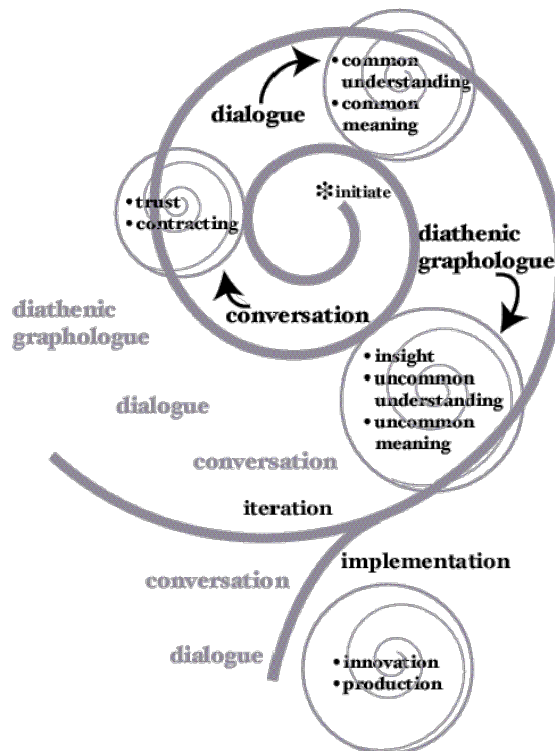 • common
understanding
• common
meaning
dialogue
✻ initiate
• trust
• contracting
diathenic
graphologue
conversation
diathenic
graphologue
• insight
• uncommon
understanding
• uncommon
meaning
dialogue
conversation
iteration
implementation
conversation
dialogue
• innovation
• production